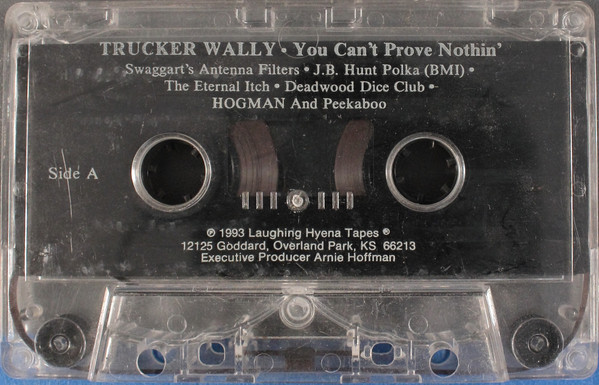 TRUCKER WALLY • You Can't Prove Nothin'
Swaggart's Antenna Filters • J.B. Hunt Polka (BMI) •
The Eternal Itch • Deadwood Dice Club •
HOGMAN And Peekaboo
Side A
℗ 1993 Laughing Hyena Tapes ®
12125 Goddard, Overland Park, KS 66213
Executive Producer Arnie Hoffman